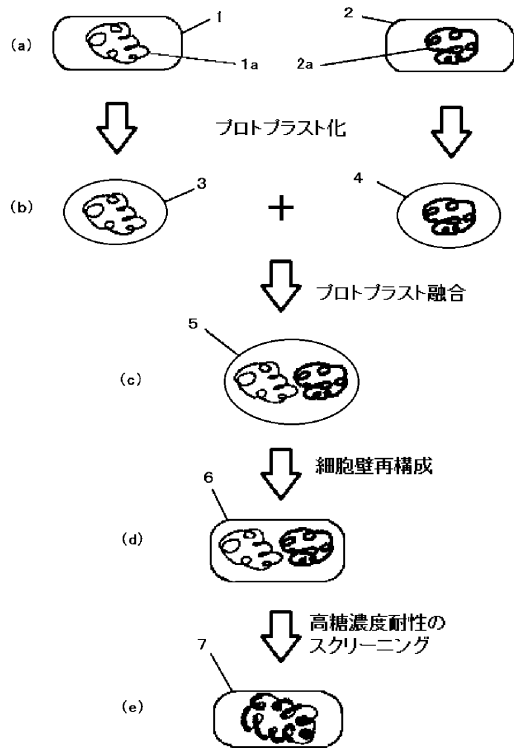 (a)
1
1a
2
2a
プロトプラスト化
(b)
3
+
4
プロトプラスト融合
5
(c)
細胞壁再構成
6
(d)
高糖濃度耐性の
スクリーニング
7
(e)